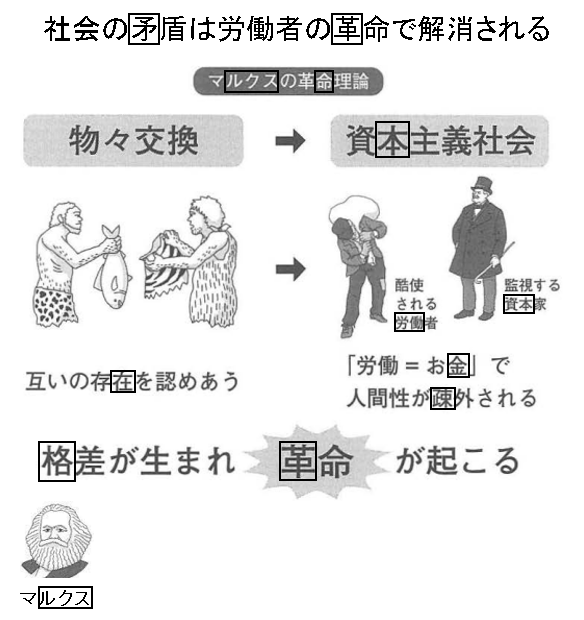 社会の矛盾は労働者の革命で解消される
マルクスの革命理論
物々交換
資本主義社会
酷使
される
労働者
監視する
資本家
互いの存在を認めあう
「労働＝お金」で
人間性が疎外される
格差が生まれ 革命 が起こる
マルクス